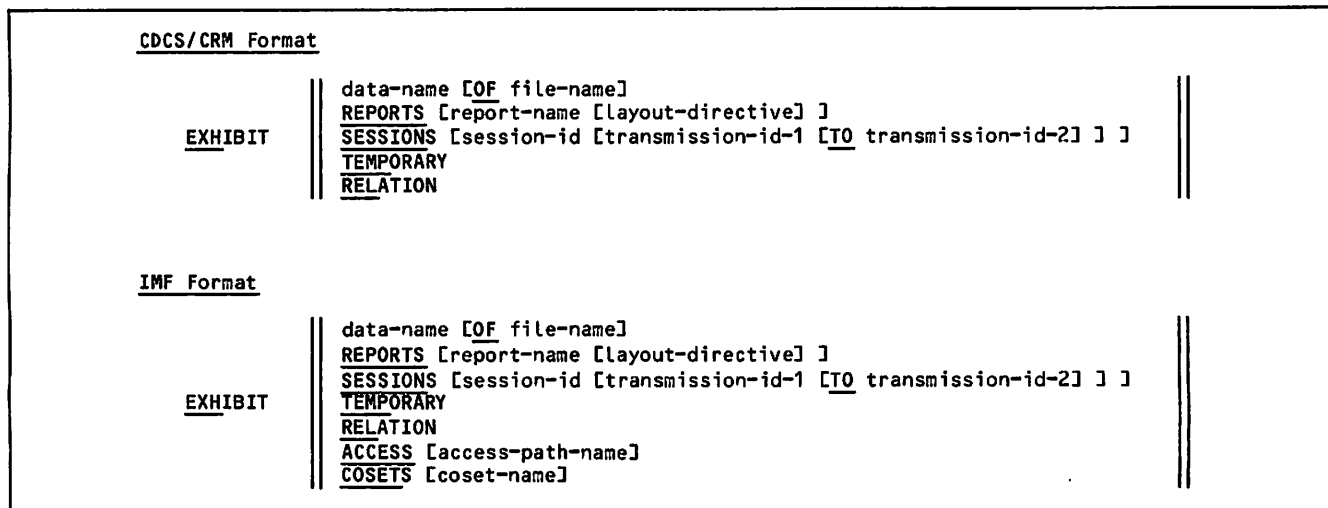 CDCS/CRM Format
data-name [OF file-name]
REPORTS [report-name [layout-directive] ]
EXHIBIT SESSIONS [session-id [transmission-id-1 [TO transmission-id-2] ] ]
TEMPORARY
RELATION
IMF Format
data-name [OF file-name]
REPORTS [report-name [layout-directive] ]
SESSIONS [session-id [transmission-id-1 [TO transmission-id-2] ] ]
EXHIBIT TEMPORARY
RELATION
ACCESS [access-path-name]
COSETS [coset-name]